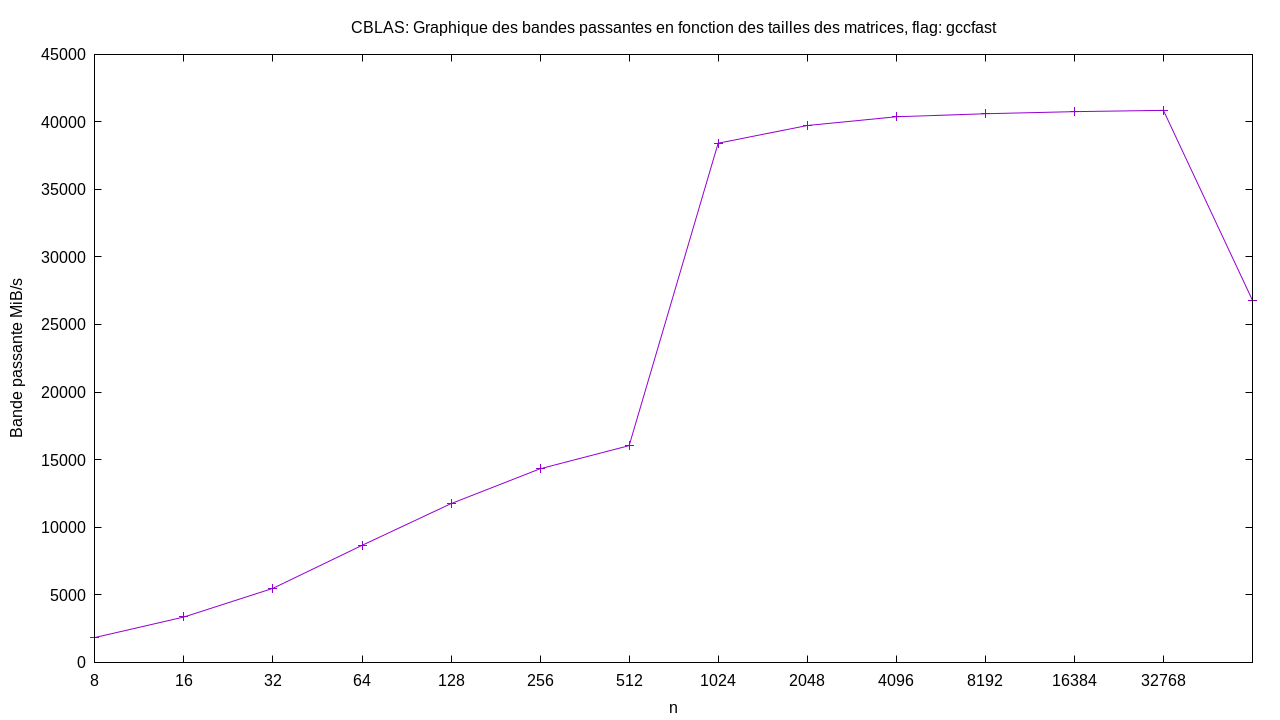 CBLAS: Graphique des bandes passantes en fonction des tailles des matrices, flag: gccfast
45000
40000
35000
30000
25000
20000
15000
10000
5000
0
Bande passante MiB/s
8 16 32 64 128 256 512 1024 2048 4096 8192 16384 32768
n